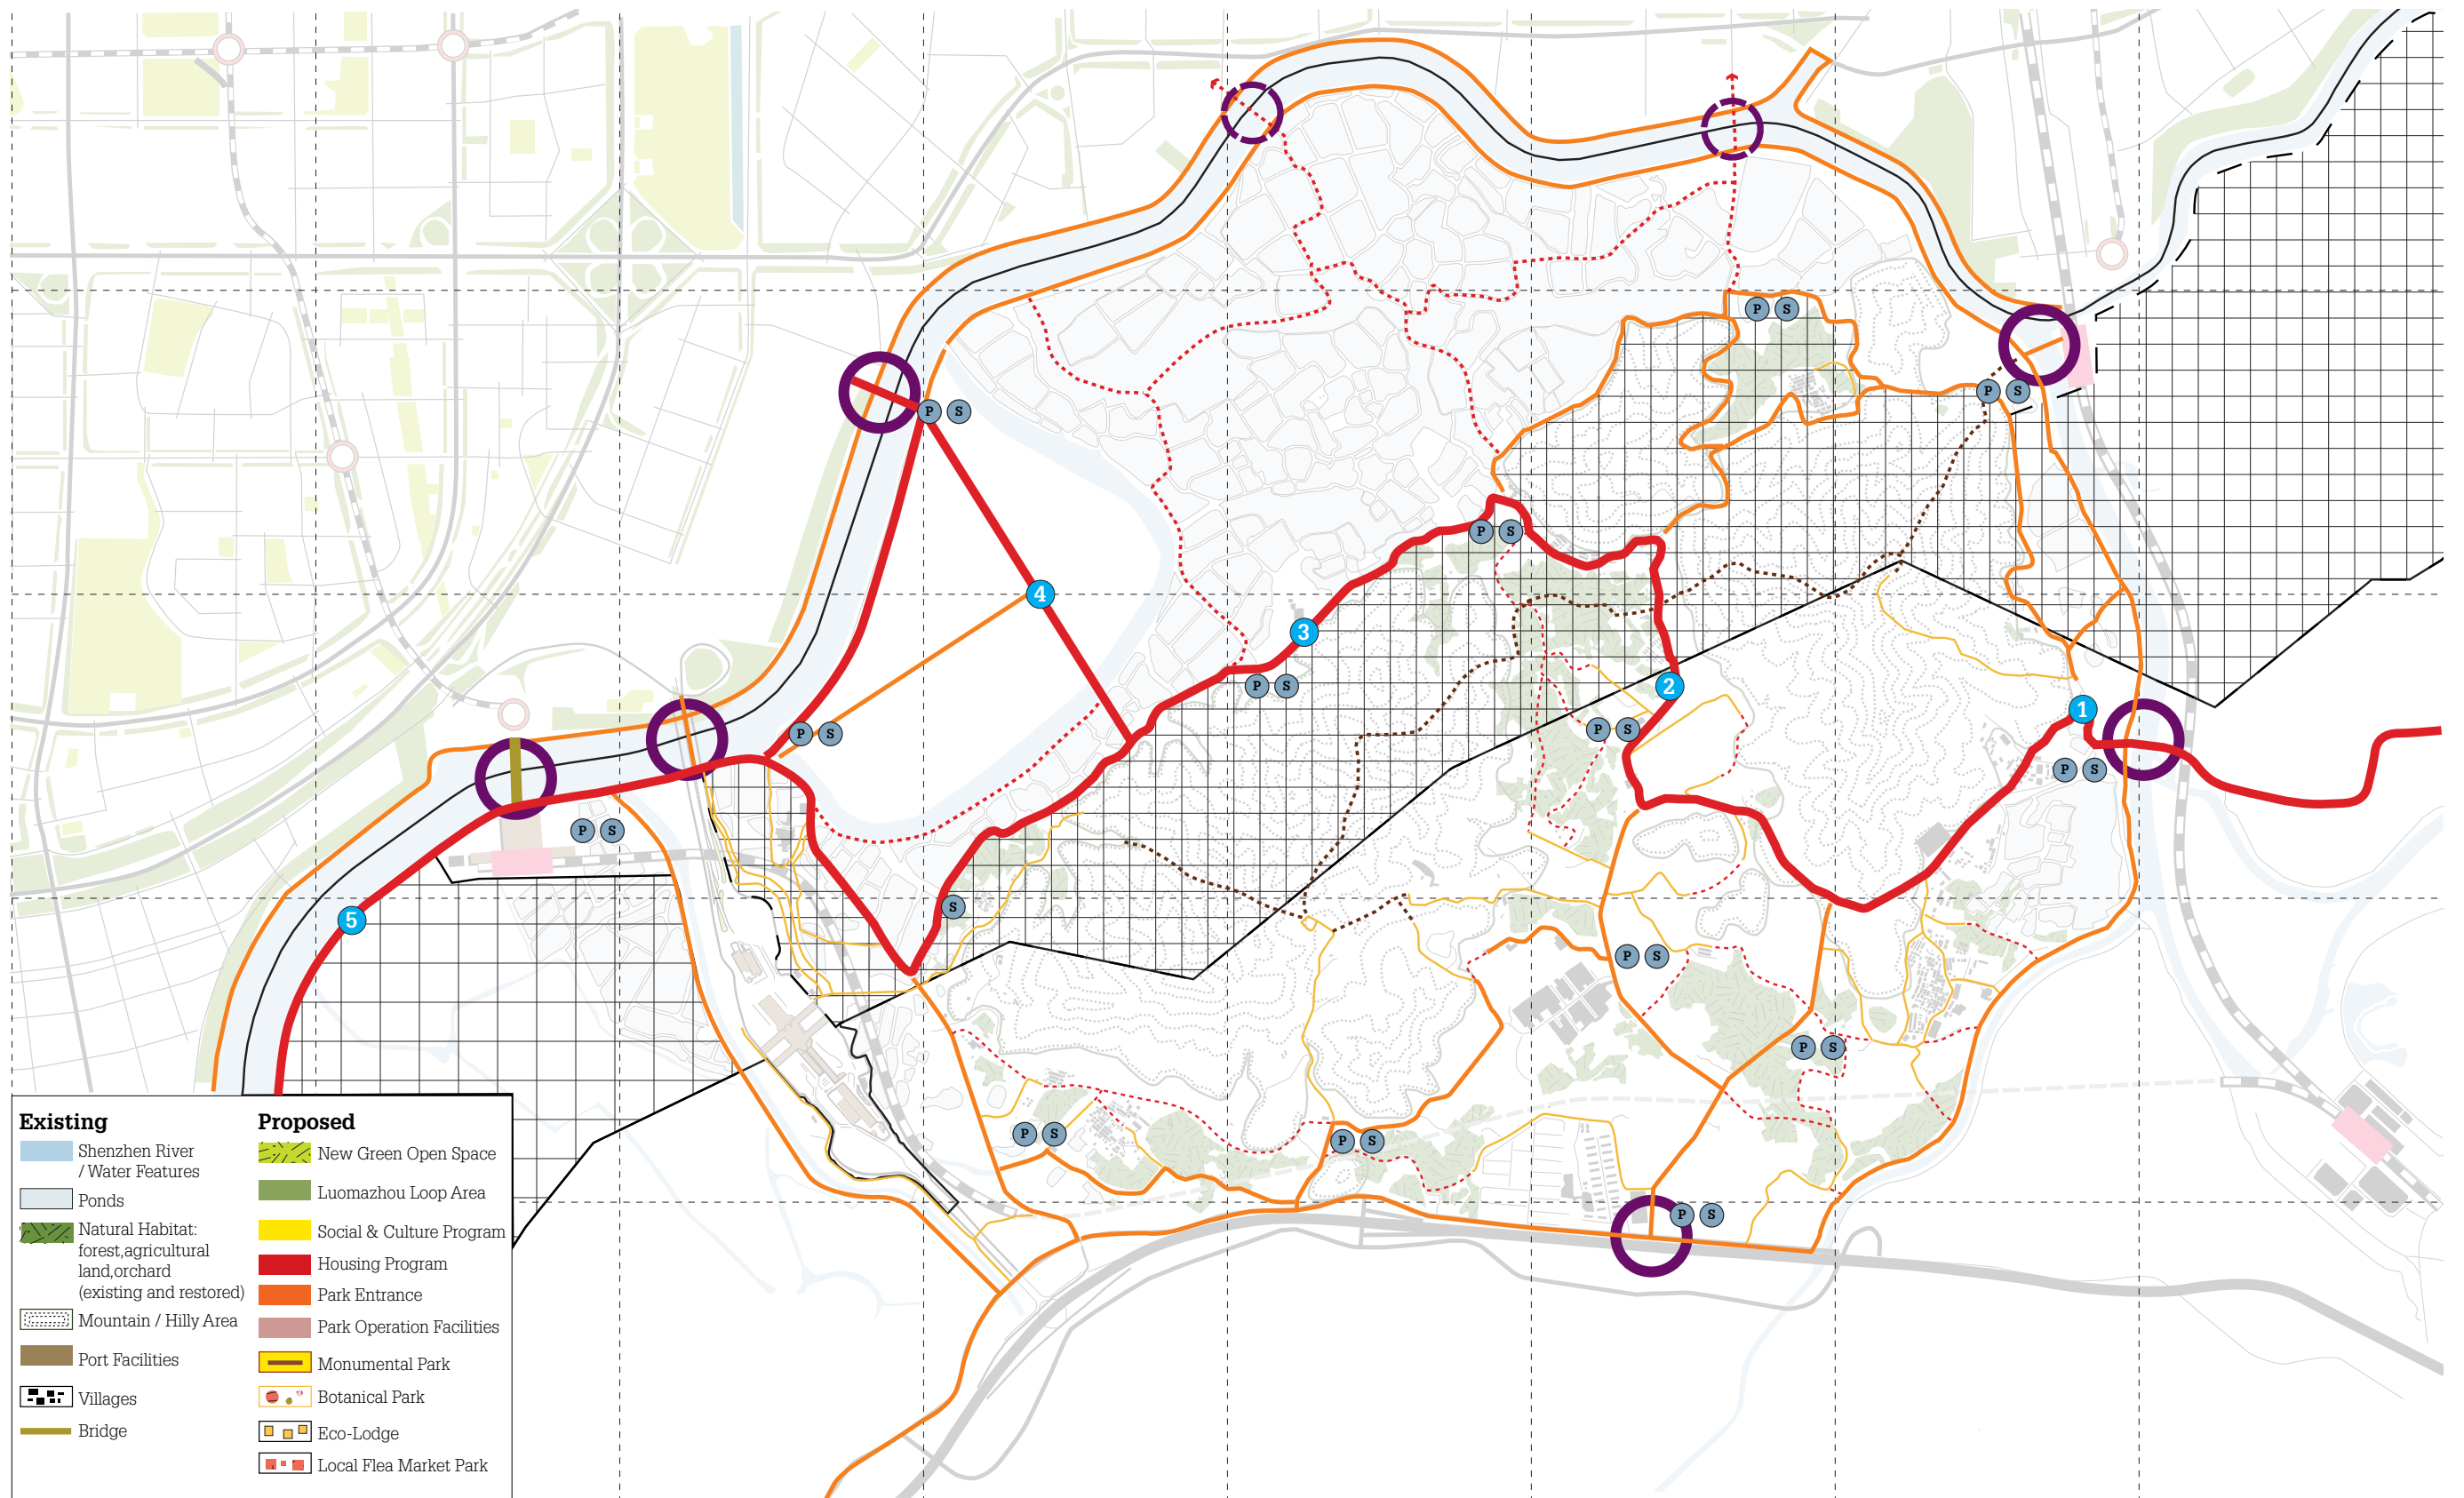 P S
P S
P S
P S
4
3
P S
2
P S
1
P S
P S
P S
5
S
P S
P S
P S
P S
P S
Existing
Shenzhen River
/ Water Features
Ponds
Natural Habitat:
forest,agricultural
land,orchard
(existing and restored)
Mountain / Hilly Area
Port Facilities
Villages
Bridge
Proposed
New Green Open Space
Luomazhou Loop Area
Social & Culture Program
Housing Program
Park Entrance
Park Operation Facilities
Monumental Park
Botanical Park
Eco-Lodge
Local Flea Market Park